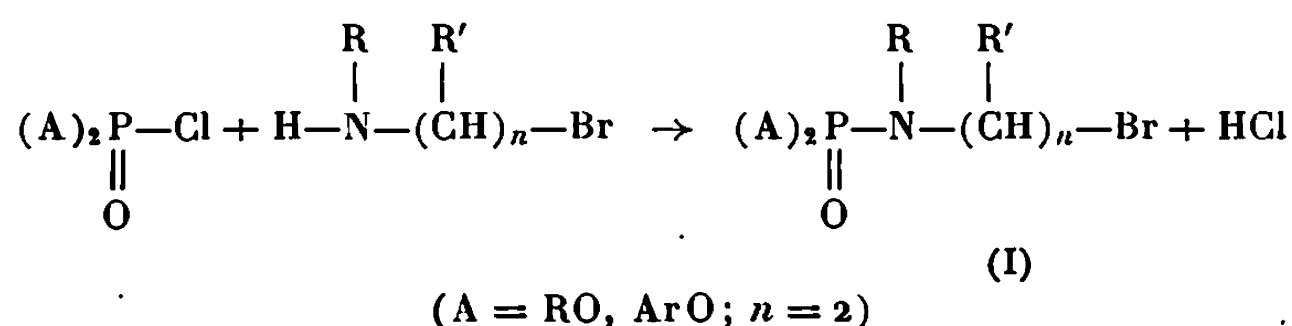 R R′
(A)₂P—Cl + H—N—(CH)ₙ—Br → (A)₂P—N—(CH)ₙ—Br + HCl
O
R R′
O
(I)
(A = RO, ArO; n = 2)